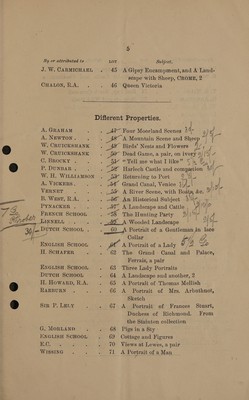 5
By or attributed to LOT Subject.
J. W. CARMICHAEL . 45 A Gipsy Encampment, and A Landscape with Sheep, CROME, 2
CHALON, R.A. . . 46 Queen Victoria
Different Properties.
A. GRAHAM . . 47 Four Moorland Scenes
A. NEWTON . . . 48 A Mountain Scene and Sheep
W. CRUICKSHANK . 49 Birds' Nests and Flowers
W. CRUICKSHANK . 50 Dead Game, a pair, on ivory
C. BROCKY . . . 51 "Tell me what I like"
P. DUNDAR . . . 52 Harlech Castle and companion
W. H. WILLIAMSON . 53 Returning to Port
A. VICKERS . . . 54 Grand Canal, Venice
VERNET . . . 55 A River Scene, with Boats
B. WEST, R.A. . . 56 An Historical Subject
PYNACKER . . . 57 A Landscape and Cattle
FRENCH SCHOOL . 58 The Hunting Party
LINNELL . . . 59 A Wooded Landscape
30/- DUTCH SCHOOL . 60 A Portrait of a Gentleman in lace Collar
ENGLISH SCHOOL . 61 A Portrait of a Lady
H. SCHAFER . . 62 The Grand Canal and Palace, Ferrais, a pair
ENGLISH SCHOOL . 63 Three Lady Portraits
DUTCH SCHOOL . 64 A Landscape and another, 2
H. HOWARD, R.A. . 65 A Portrait of Thomas Mellish
RAEBURN . . . 66 A Portrait of Mrs. Arbuthnot, Sketch
SIR P. LELY . . . 67 A Portrait of Frances Stuart, Duchess of Richmond. From the Stainton collection
G. MORLAND . . 68 Pigs in a Sty
ENGLISH SCHOOL . 69 Cottage and Figures
E.C. . . . . 70 Views at Lewes, a pair
WISSING . . . 71 A Portrait of a Man